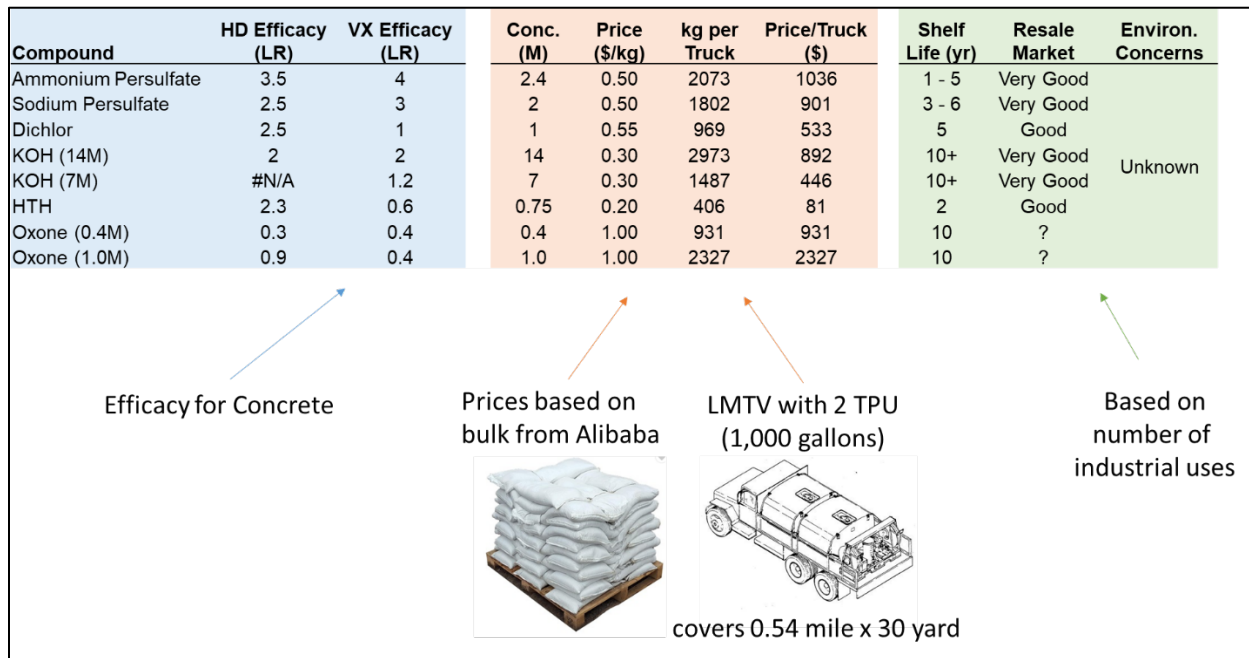 HD Efficacy VX Efficacy Conc. Price kg per Price/Truck Shelf Resale Environ.
Compound (LR) (LR) (M) ($/kg) Truck ($) Life (yr) Market Concerns
Ammonium Persulfate 3.5 4 2.4 0.50 2073 1036 1 - 5 Very Good
Sodium Persulfate 2.5 3 2 0.50 1802 901 3 - 6 Very Good
Dichlor 2.5 1 1 0.55 969 533 5 Good
KOH (14M) 2 2 14 0.30 2973 892 10+ Very Good
Unknown
KOH (7M) #N/A 1.2 7 0.30 1487 446 10+ Very Good
HTH 2.3 0.6 0.75 0.20 406 81 2 Good
Oxone (0.4M) 0.3 0.4 0.4 1.00 931 931 10 ?
Oxone (1.0M) 0.9 0.4 1.0 1.00 2327 2327 10 ?
Efficacy for Concrete
Prices based on
bulk from Alibaba
LMTV with 2 TPU
(1,000 gallons)
covers 0.54 mile x 30 yard
Based on
number of
industrial uses